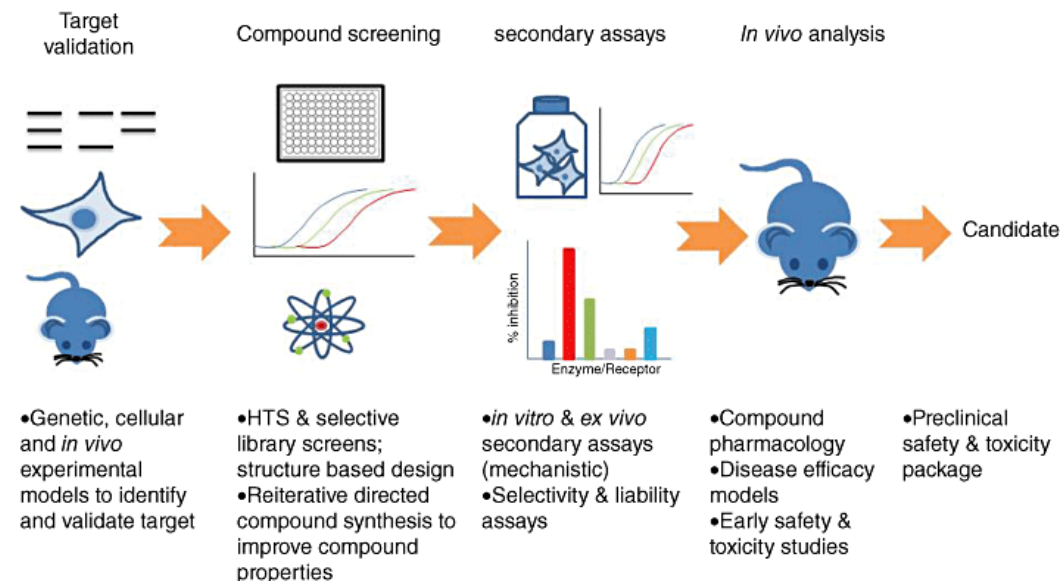 Target
validation
Compound screening
secondary assays
In vivo analysis
Candidate
% inhibition
Enzyme/Receptor
•Genetic, cellular
and in vivo
experimental
models to identify
and validate target
•HTS & selective
library screens;
structure based design
•Reiterative directed
compound synthesis to
improve compound
properties
•in vitro & ex vivo
secondary assays
(mechanistic)
•Selectivity & liability
assays
•Compound
pharmacology
•Disease efficacy
models
•Early safety &
toxicity studies
•Preclinical
safety & toxicity
package